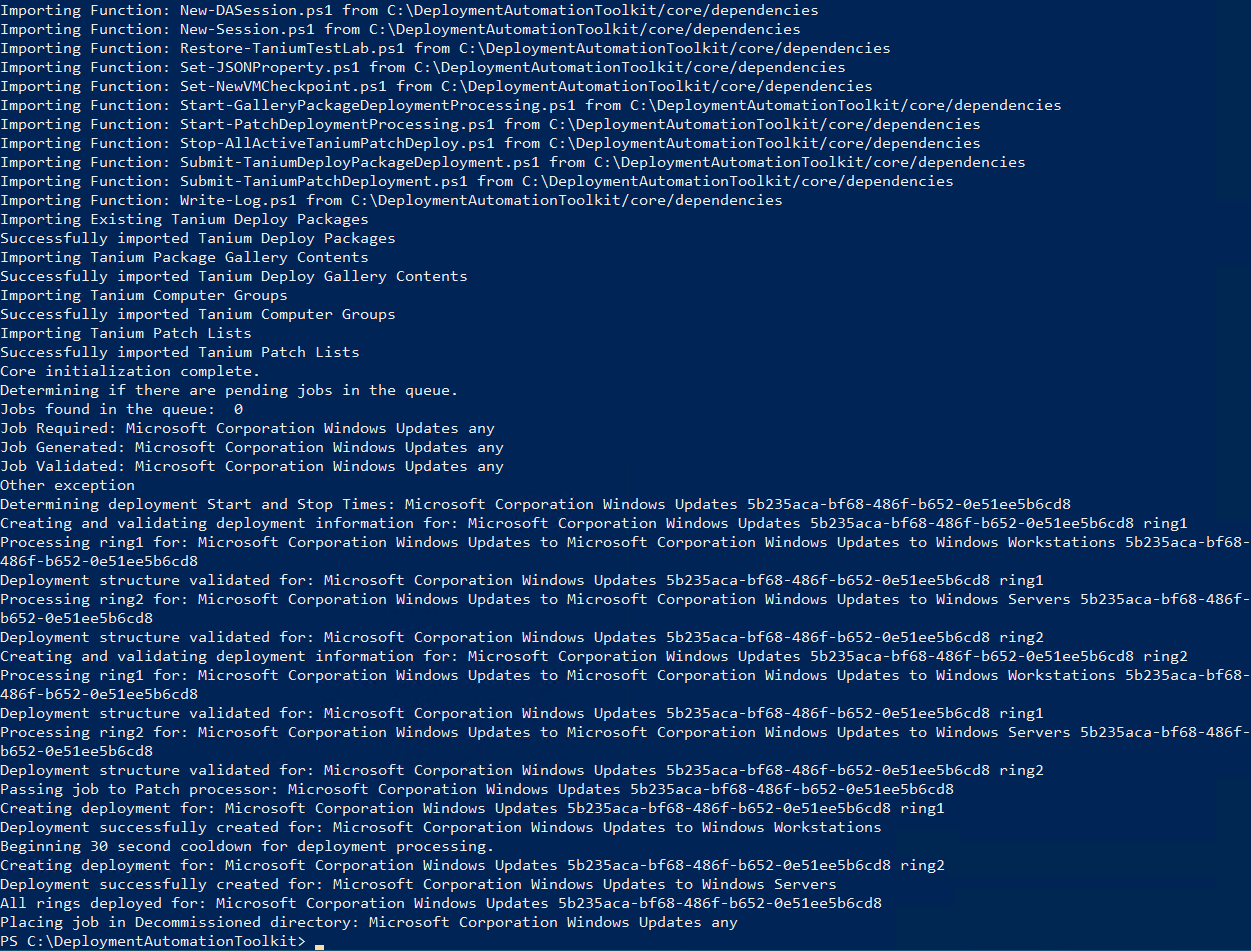 Importing Function: New-DASession.ps1 from C:\DeploymentAutomationToolkit/core/dependencies
Importing Function: New-Session.ps1 from C:\DeploymentAutomationToolkit/core/dependencies
Importing Function: Restore-TaniumTestLab.ps1 from C:\DeploymentAutomationToolkit/core/dependencies
Importing Function: Set-JSONProperty.ps1 from C:\DeploymentAutomationToolkit/core/dependencies
Importing Function: Set-NewVMCheckpoint.ps1 from C:\DeploymentAutomationToolkit/core/dependencies
Importing Function: Start-GalleryPackageDeploymentProcessing.ps1 from C:\DeploymentAutomationToolkit/core/dependencies
Importing Function: Start-PatchDeploymentProcessing.ps1 from C:\DeploymentAutomationToolkit/core/dependencies
Importing Function: Stop-AllActiveTaniumPatchDeploy.ps1 from C:\DeploymentAutomationToolkit/core/dependencies
Importing Function: Submit-TaniumDeployPackageDeployment.ps1 from C:\DeploymentAutomationToolkit/core/dependencies
Importing Function: Submit-TaniumPatchDeployment.ps1 from C:\DeploymentAutomationToolkit/core/dependencies
Importing Function: Write-Log.ps1 from C:\DeploymentAutomationToolkit/core/dependencies
Importing Existing Tanium Deploy Packages
Successfully imported Tanium Deploy Packages
Importing Tanium Package Gallery Contents
Successfully imported Tanium Deploy Gallery Contents
Importing Tanium Computer Groups
Successfully imported Tanium Computer Groups
Importing Tanium Patch Lists
Successfully imported Tanium Patch Lists
Core initialization complete.
Determining if there are pending jobs in the queue.
Jobs found in the queue:  0
Job Required: Microsoft Corporation Windows Updates any
Job Generated: Microsoft Corporation Windows Updates any
Job Validated: Microsoft Corporation Windows Updates any
Other exception
Determining deployment Start and Stop Times: Microsoft Corporation Windows Updates 5b235aca-bf68-486f-b652-0e51ee5b6cd8
Creating and validating deployment information for: Microsoft Corporation Windows Updates 5b235aca-bf68-486f-b652-0e51ee5b6cd8 ring1
Processing ring1 for: Microsoft Corporation Windows Updates to Microsoft Corporation Windows Updates to Windows Workstations 5b235aca-bf68-
486f-b652-0e51ee5b6cd8
Deployment structure validated for: Microsoft Corporation Windows Updates 5b235aca-bf68-486f-b652-0e51ee5b6cd8 ring1
Processing ring2 for: Microsoft Corporation Windows Updates to Microsoft Corporation Windows Updates to Windows Servers 5b235aca-bf68-486f-
b652-0e51ee5b6cd8
Deployment structure validated for: Microsoft Corporation Windows Updates 5b235aca-bf68-486f-b652-0e51ee5b6cd8 ring2
Creating and validating deployment information for: Microsoft Corporation Windows Updates 5b235aca-bf68-486f-b652-0e51ee5b6cd8 ring2
Processing ring1 for: Microsoft Corporation Windows Updates to Microsoft Corporation Windows Updates to Windows Workstations 5b235aca-bf68-
486f-b652-0e51ee5b6cd8
Deployment structure validated for: Microsoft Corporation Windows Updates 5b235aca-bf68-486f-b652-0e51ee5b6cd8 ring1
Processing ring2 for: Microsoft Corporation Windows Updates to Microsoft Corporation Windows Updates to Windows Servers 5b235aca-bf68-486f-
b652-0e51ee5b6cd8
Deployment structure validated for: Microsoft Corporation Windows Updates 5b235aca-bf68-486f-b652-0e51ee5b6cd8 ring2
Passing job to Patch processor: Microsoft Corporation Windows Updates 5b235aca-bf68-486f-b652-0e51ee5b6cd8
Creating deployment for: Microsoft Corporation Windows Updates 5b235aca-bf68-486f-b652-0e51ee5b6cd8 ring1
Deployment successfully created for: Microsoft Corporation Windows Updates to Windows Workstations
Beginning 30 second cooldown for deployment processing.
Creating deployment for: Microsoft Corporation Windows Updates 5b235aca-bf68-486f-b652-0e51ee5b6cd8 ring2
Deployment successfully created for: Microsoft Corporation Windows Updates to Windows Servers
All rings deployed for: Microsoft Corporation Windows Updates 5b235aca-bf68-486f-b652-0e51ee5b6cd8
Placing job in Decommissioned directory: Microsoft Corporation Windows Updates any
PS C:\DeploymentAutomationToolkit>